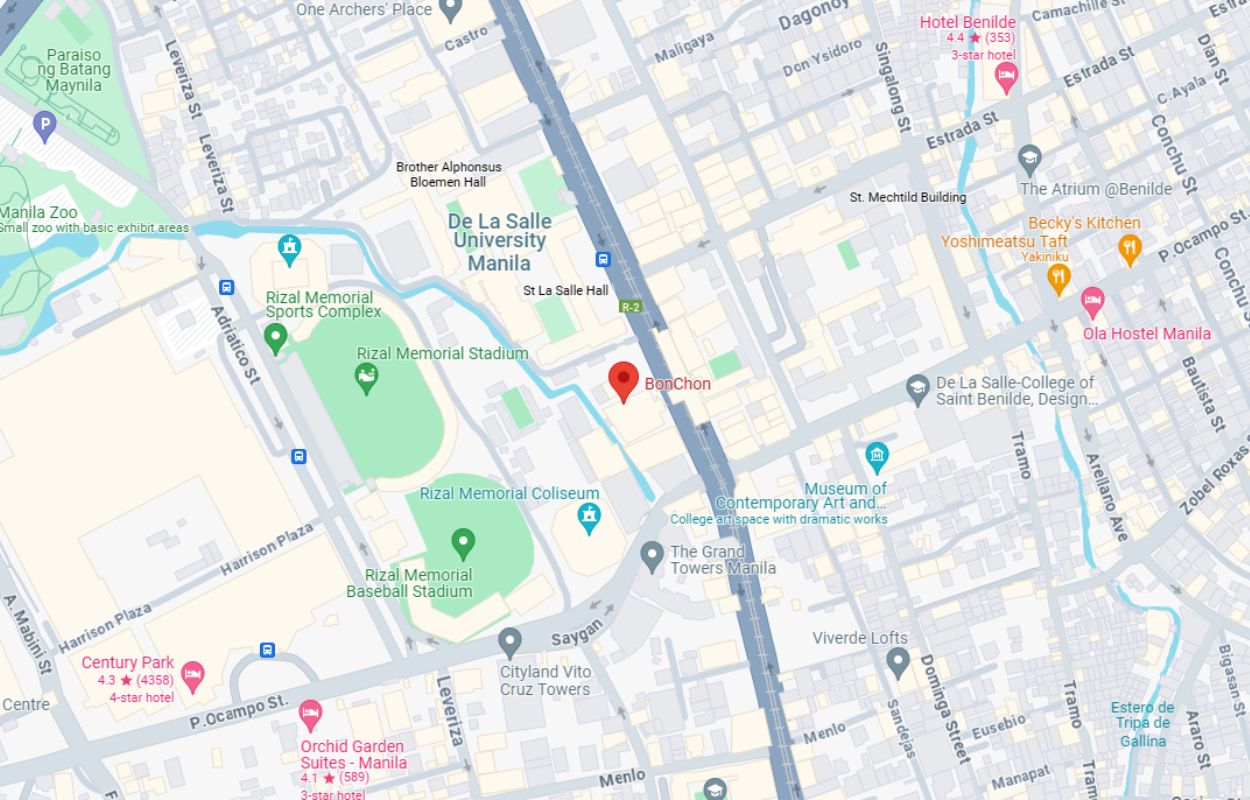 One Archers' Place
Castro
Maligaya
Dagonoy
Don Ysidoro
Singalong St
Hotel Benilde
4.4 ★ (353)
3-star hotel
Camachille St
Estrada St
Dian St
C.Ayala
Conchu St
Paraiso
ng Batang
Maynila
P
Leveriza St
Leveriza St
Brother Alphonsus
Bloemen Hall
Estrada St
The Atrium @Benilde
St. Mechtild Building
Manila Zoo
Small zoo with basic exhibit areas
De La Salle
University
Manila
Becky's Kitchen
Yoshimeatsu Taft
Yakiniku
P.Ocampo St.
Conchu S
St La Salle Hall
R-2
Rizal Memorial
Sports Complex
Adriatico St
Rizal Memorial Stadium
Ola Hostel Manila
BonChon
De La Salle-College of
Saint Benilde, Design...
Bautista St
Tramo
Arellano Ave
Zobel Roxas
Rizal Memorial Coliseum
Museum of
Contemporary Art and...
College art space with dramatic works
Harrison Plaza
The Grand
Towers Manila
Rizal Memorial
Baseball Stadium
A. Mabini St
Harrison Plaza
Saygan
Viverde Lofts
Century Park
4.3 ★ (4358)
4-star hotel
Cityland Vito
Cruz Towers
Centre
P.Ocampo St.
Leveriza
Dominga Street
Sandejas
Tramo
Bigasan St
Estero de
Tripa de
Gallina
Araro St
Eusebio
Menlo
Orchid Garden
Suites - Manila
4.1 ★ (589)
3-star hotel
Menlo
Manapat
Tramo